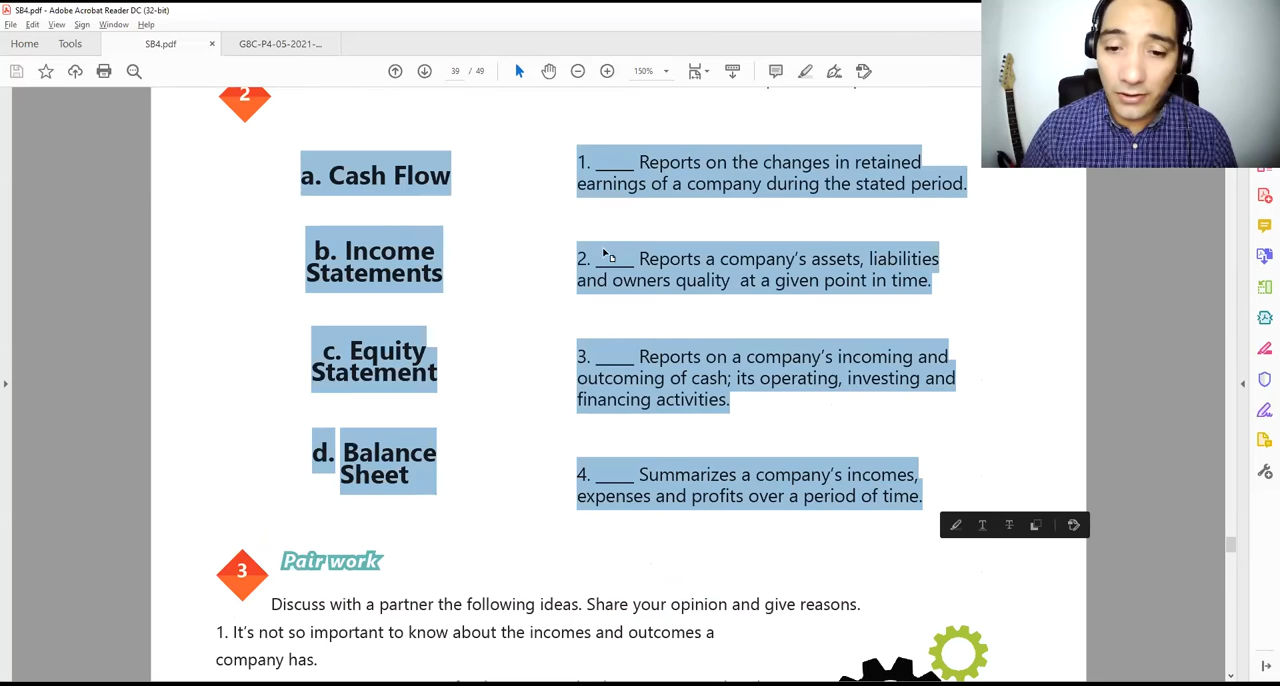 SB4.pdf - Adobe Acrobat Reader DC (32-bit)
File Edit View Sign Window Help
Home Tools SB4.pdf × G8C-P4-05-2021-...
39 / 49 150%
2
a. Cash Flow
b. Income
Statements
c. Equity
Statement
d. Balance
Sheet
1. ____ Reports on the changes in retained
earnings of a company during the stated period.
2. ____ Reports a company's assets, liabilities
and owners quality at a given point in time.
3. ____ Reports on a company's incoming and
outcoming of cash; its operating, investing and
financing activities.
4. ____ Summarizes a company's incomes,
expenses and profits over a period of time.
3 Pair work
Discuss with a partner the following ideas. Share your opinion and give reasons.
1. It's not so important to know about the incomes and outcomes a
company has.